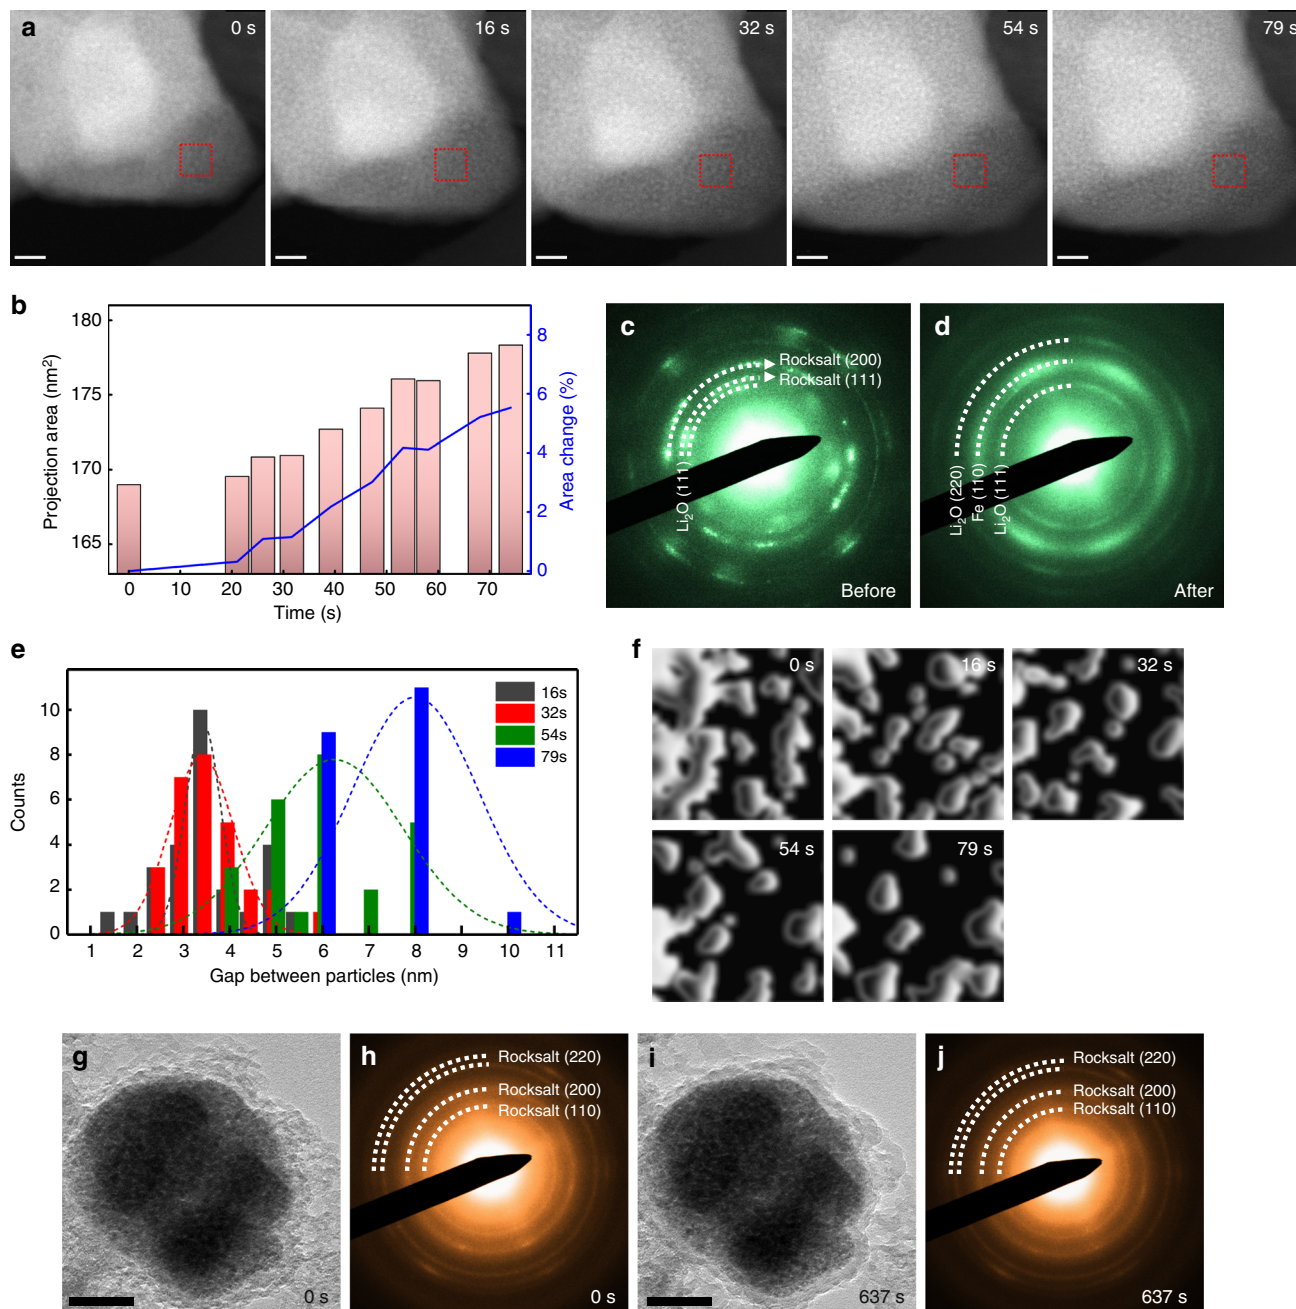 a
0 s
16 s
32 s
54 s
79 s
b
Projection area (nm2)
180
175
170
165
0
10
20
30
40
50
60
70
Time (s)
8
6
4
2
0
Area change (%)
c
Rocksalt (200)
Rocksalt (111)
Li2O (111)
Before
d
Li2O (220)
Fe (110)
Li2O (111)
After
e
Counts
10
8
6
4
2
0
1
2
3
4
5
6
7
8
9
10
11
Gap between particles (nm)
16s
32s
54s
79s
f
0 s
16 s
32 s
54 s
79 s
g
0 s
h
Rocksalt (220)
Rocksalt (200)
Rocksalt (110)
0 s
i
637 s
j
Rocksalt (220)
Rocksalt (200)
Rocksalt (110)
637 s